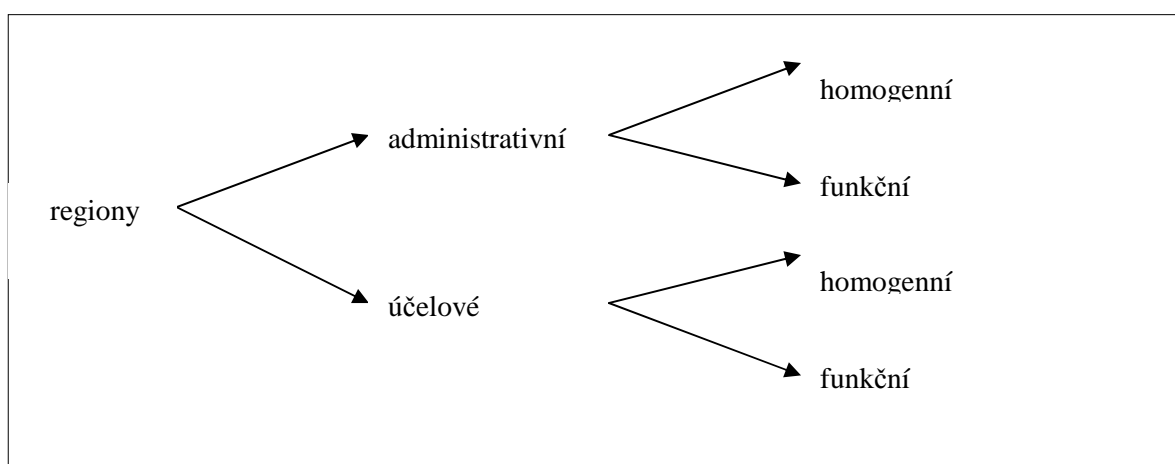 homogenní
administrativní
funkční
regiony
homogenní
účelové
funkční